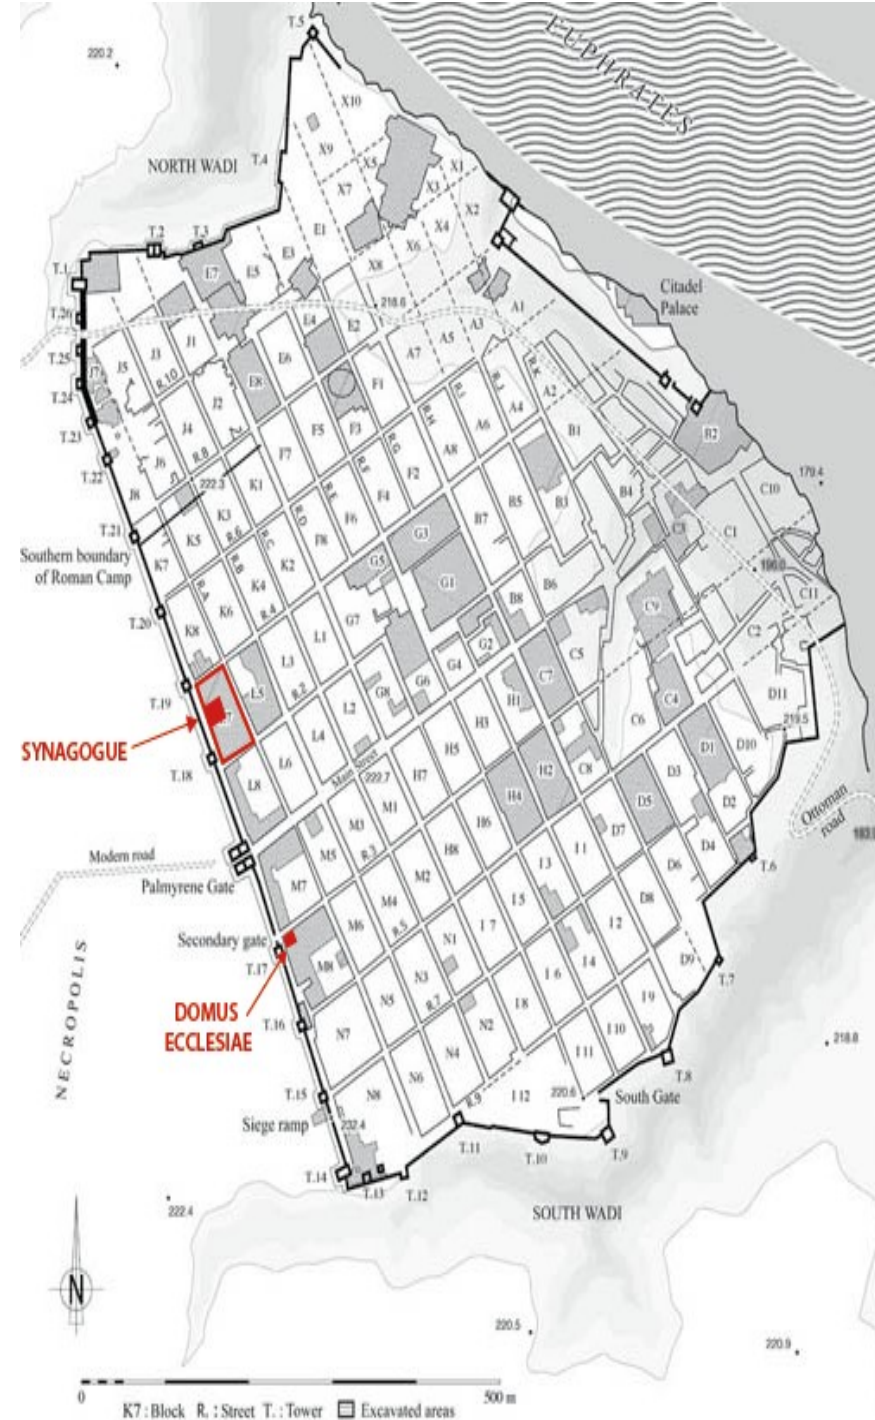 T.5
EUPHRATES
220.2
X10
NORTH WADI
T.4
X9
X5
X1
X7
X3
X2
T.2
T.3
E1
X4
X6
E3
E5
E7
X8
T.1
Citadel
Palace
218.6
A1
T.26
E4
E2
A3
J1
J3
A5
T.25
J5
E6
A7
R.10
J7
R.K
R.J
R.I
T.24
E8
F1
A2
J2
A4
R.H
T.23
J4
F3
A6
B1
B2
F5
R.G
A8
R.8
J6
F7
R.F
F2
T.22
179.4
222.3
K1
F4
B4
C10
J8
R.E
B5
B3
K3
F6
T.21
R.6
R.D
B7
C3
C1
K5
R.C
F8
G3
Southern boundary
of Roman Camp
K2
G5
K7
R.B
G1
B6
196.0
R.A
K4
C11
B8
K6
R.4
G7
C9
T.20
L1
C2
K8
G2
C5
G4
L3
G6
C7
D11
T.19
L5
R.2
G8
H1
C4
L2
C6
219.5
H3
L4
SYNAGOGUE
D1
D10
H5
L6
Main Street
C8
T.18
222.7
H7
H2
D3
L8
H4
D5
M1
D2
Ottoman
road
M3
H6
D7
Modern road
M5
R.3
H8
D4
I 1
I 3
D6
T.6
Palmyrene Gate
M2
M7
I 5
D8
M4
I 2
M6
R.5
I 7
Secondary gate
N1
D9
T.17
M8
I 4
T.7
N3
I 6
NECROPOLIS
DOMUS
ECCLESIAE
N5
I 8
I 9
R.7
T.16
N2
I 10
N7
218.8
N4
I 11
T.8
N6
T.15
N8
R.9
I 12
220.6
South Gate
Siege ramp
232.4
T.11
T.10
T.9
T.14
T.13
T.12
222.4
SOUTH WADI
N
220.5
220.9
0
500 m
K7 : Block R. : Street T. : Tower Excavated areas